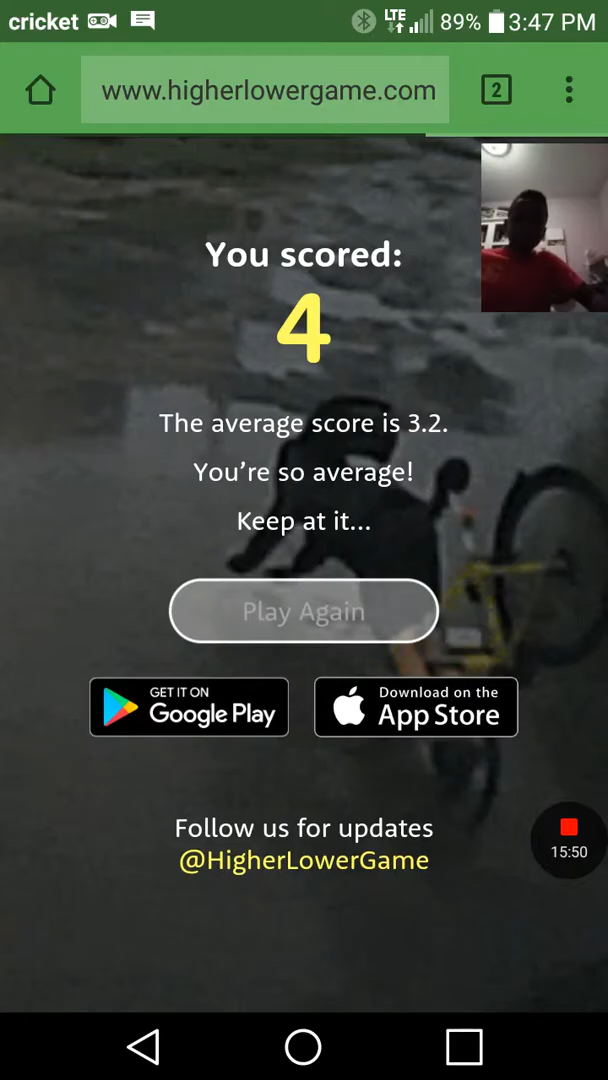 cricket LTE 89% 3:47 PM
www.higherlowergame.com 2
You scored:
4
The average score is 3.2.
You're so average!
Keep at it...
Play Again
GET IT ON
Google Play
Download on the
App Store
Follow us for updates
@HigherLowerGame
15:50